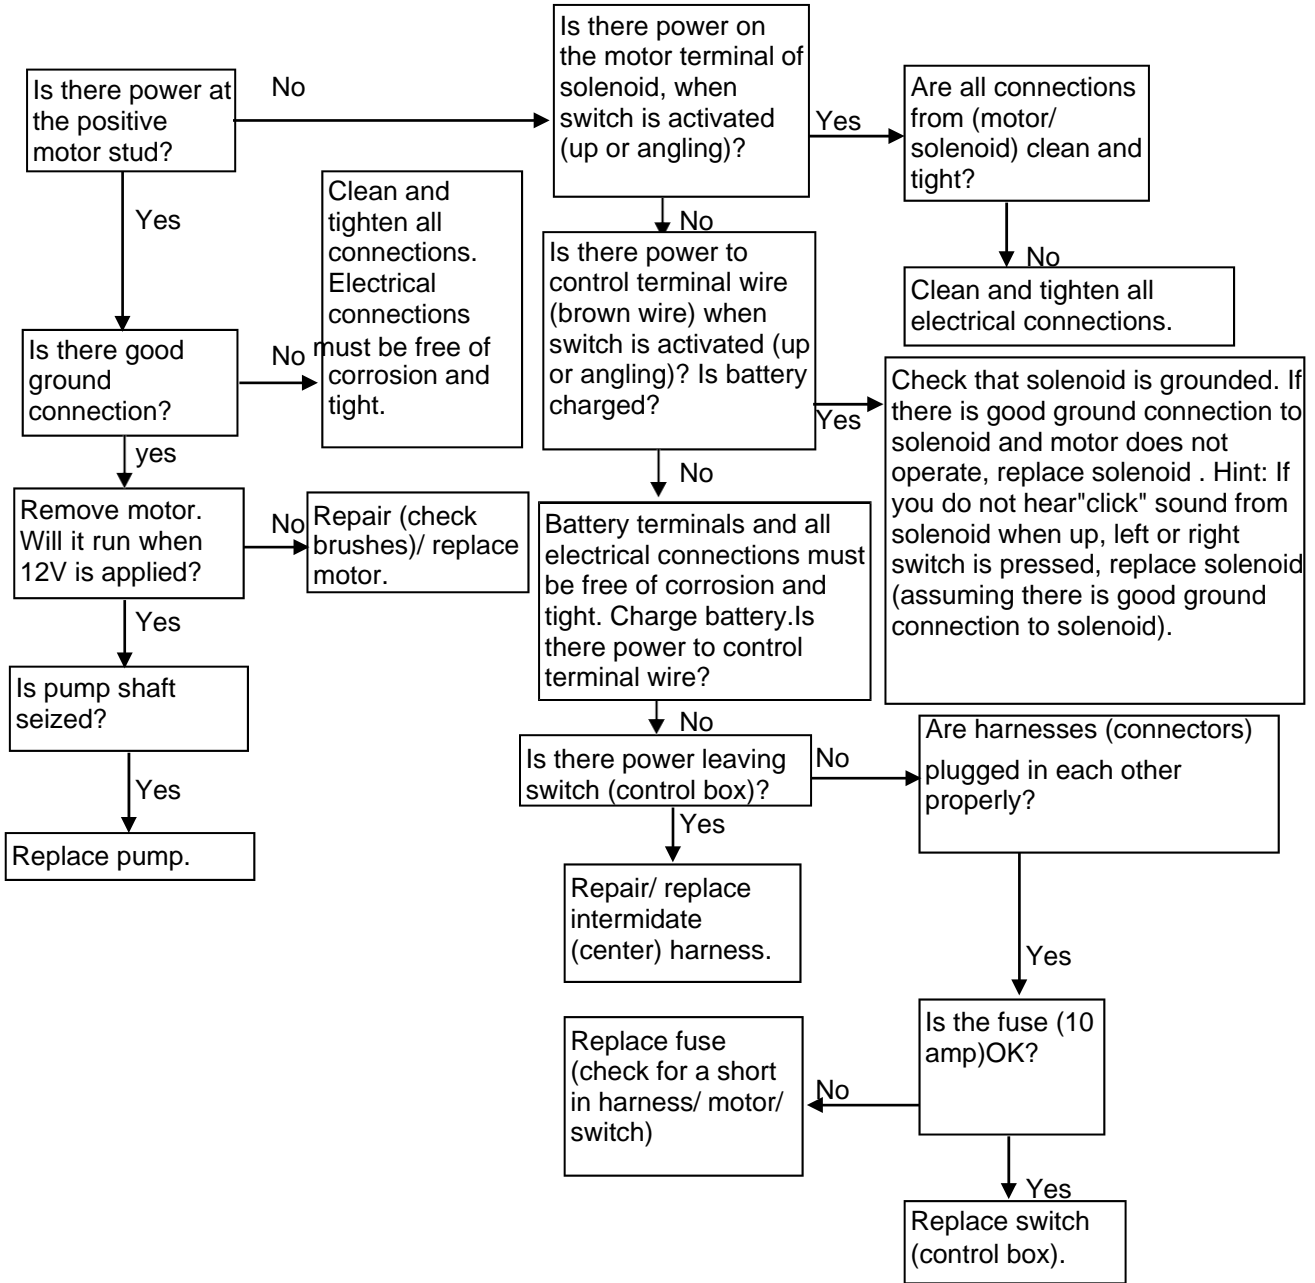 Is there power at
the positive
motor stud?
No
Is there power on
the motor terminal of
solenoid, when
switch is activated
(up or angling)?
Yes
Are all connections
from (motor/
solenoid) clean and
tight?
Yes
Clean and
tighten all
connections.
Electrical
connections
must be free of
corrosion and
tight.
No
Is there power to
control terminal wire
(brown wire) when
switch is activated (up
or angling)? Is battery
charged?
No
Clean and tighten all
electrical connections.
Is there good
ground
connection?
No
Yes
Check that solenoid is grounded. If
there is good ground connection to
solenoid and motor does not
operate, replace solenoid . Hint: If
you do not hear"click" sound from
solenoid when up, left or right
switch is pressed, replace solenoid
(assuming there is good ground
connection to solenoid).
yes
Remove motor.
Will it run when
12V is applied?
No
Repair (check
brushes)/ replace
motor.
No
Battery terminals and all
electrical connections must
be free of corrosion and
tight. Charge battery.Is
there power to control
terminal wire?
Yes
Is pump shaft
seized?
No
Is there power leaving
switch (control box)?
No
Are harnesses (connectors)
plugged in each other
properly?
Yes
Replace pump.
Yes
Repair/ replace
intermidate
(center) harness.
Yes
Is the fuse (10
amp)OK?
No
Replace fuse
(check for a short
in harness/ motor/
switch)
Yes
Replace switch
(control box).